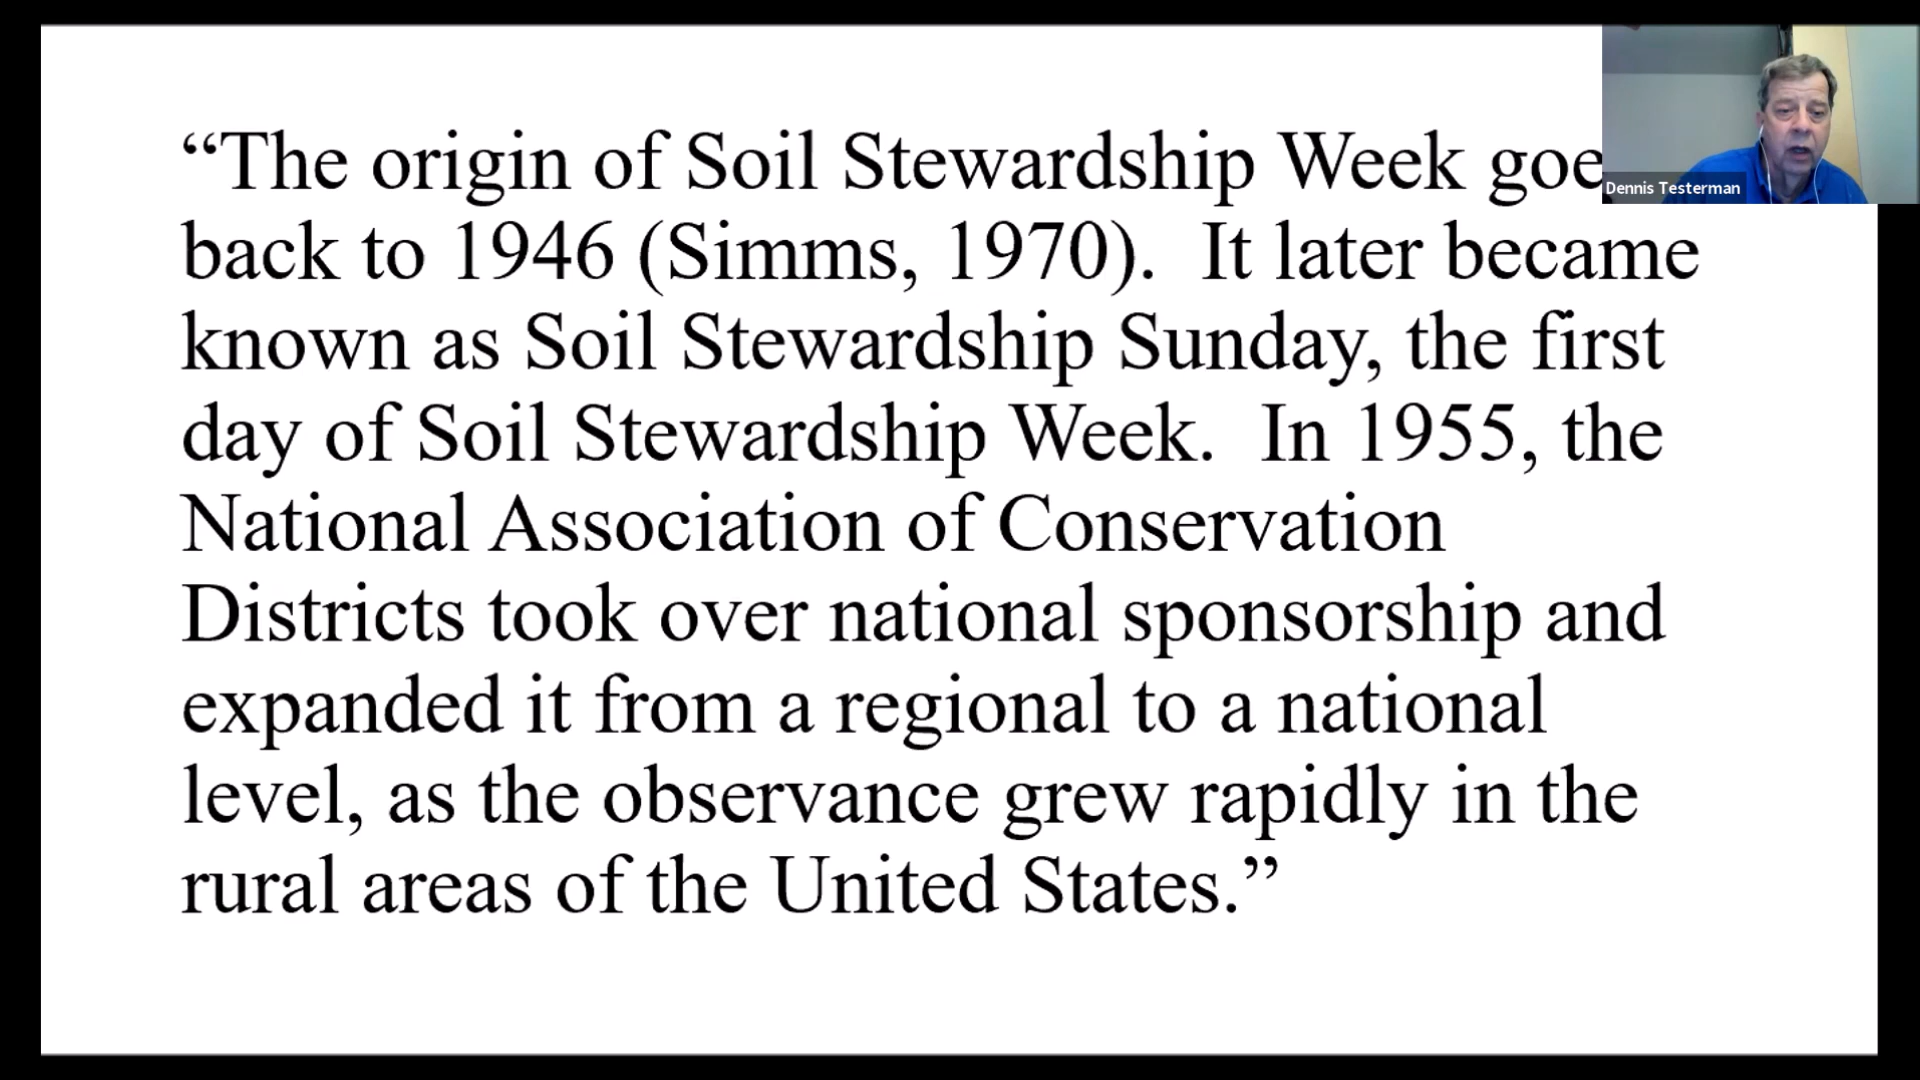 “The origin of Soil Stewardship Week goe
back to 1946 (Simms, 1970).  It later became
known as Soil Stewardship Sunday, the first
day of Soil Stewardship Week.  In 1955, the
National Association of Conservation
Districts took over national sponsorship and
expanded it from a regional to a national
level, as the observance grew rapidly in the
rural areas of the United States.”
Dennis Testerman